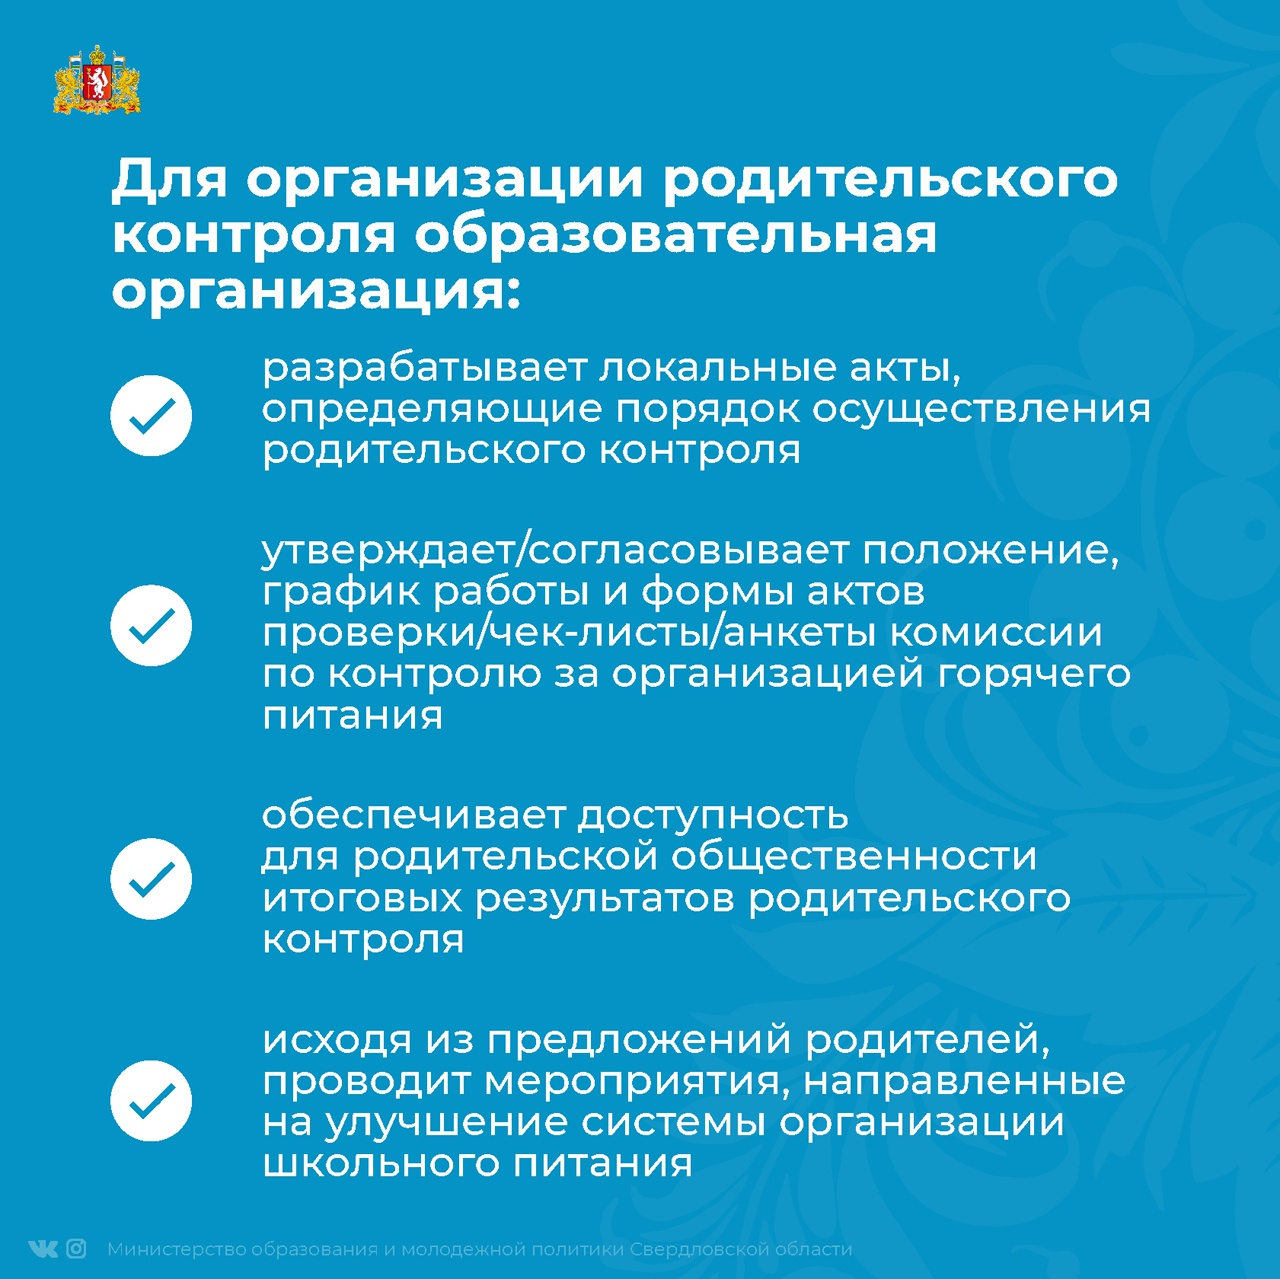 Для организации родительского
контроля образовательная
организация:
разрабатывает локальные акты,
определяющие порядок осуществления
родительского контроля
утверждает/согласовывает положение,
график работы и формы актов
проверки/чек-листы/анкеты комиссии
по контролю за организацией горячего
питания
обеспечивает доступность
для родительской общественности
итоговых результатов родительского
контроля
исходя из предложений родителей,
проводит мероприятия, направленные
на улучшение системы организации
школьного питания
Министерство образования и молодежной политики Свердловской области